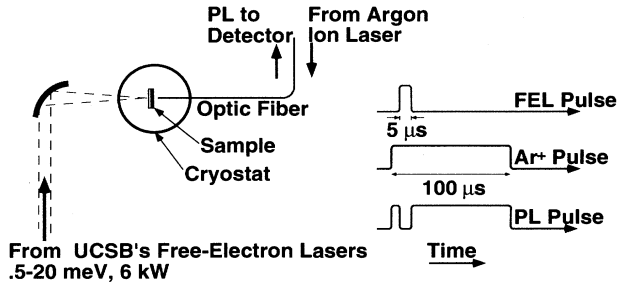 PL to
Detector
From Argon
Ion Laser
Optic Fiber
Sample
Cryostat
From UCSB's Free-Electron Lasers
.5-20 meV, 6 kW
FEL Pulse
5 μs
Ar+ Pulse
100 μs
PL Pulse
Time